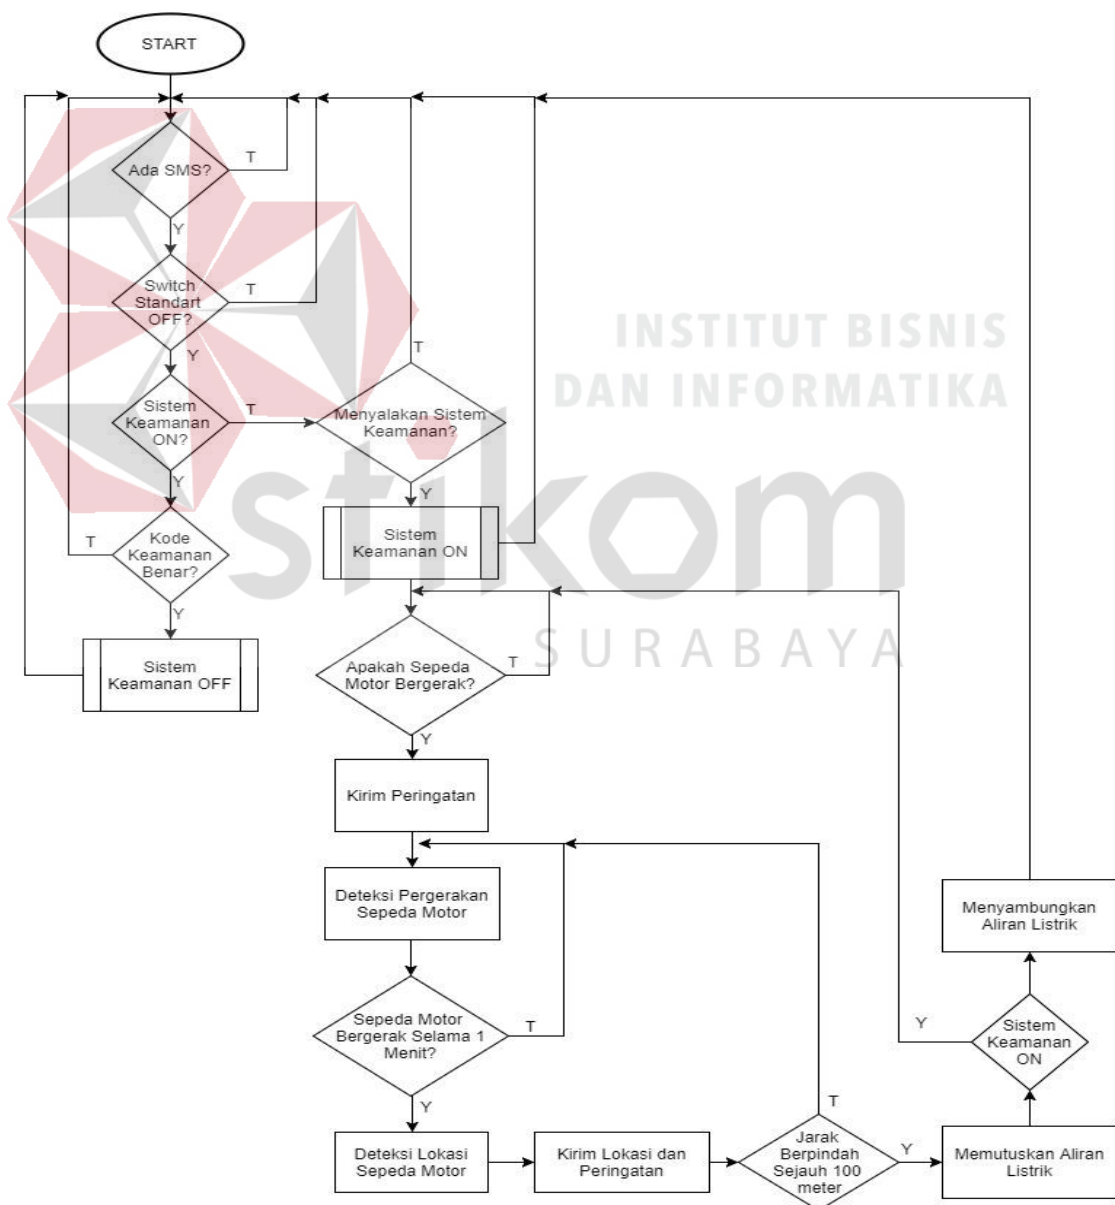 START
Ada SMS?
T
Y
Switch
Standart
OFF?
T
Y
Sistem
Keamanan
ON?
T
Y
Menyalakan Sistem
Keamanan?
T
Y
Kode
Keamanan
Benar?
T
Y
Sistem
Keamanan OFF
Sistem
Keamanan ON
Apakah Sepeda
Motor Bergerak?
T
Y
Kirim Peringatan
Deteksi Pergerakan
Sepeda Motor
Sepeda Motor
Bergerak Selama 1
Menit?
T
Y
Deteksi Lokasi
Sepeda Motor
Kirim Lokasi dan
Peringatan
Jarak
Berpindah
Sejauh 100
meter
T
Y
Memutuskan Aliran
Listrik
Sistem
Keamanan
ON
Y
Menyambungkan
Aliran Listrik
INSTITUT BISNIS
DAN INFORMATIKA
stikom
SURABAYA